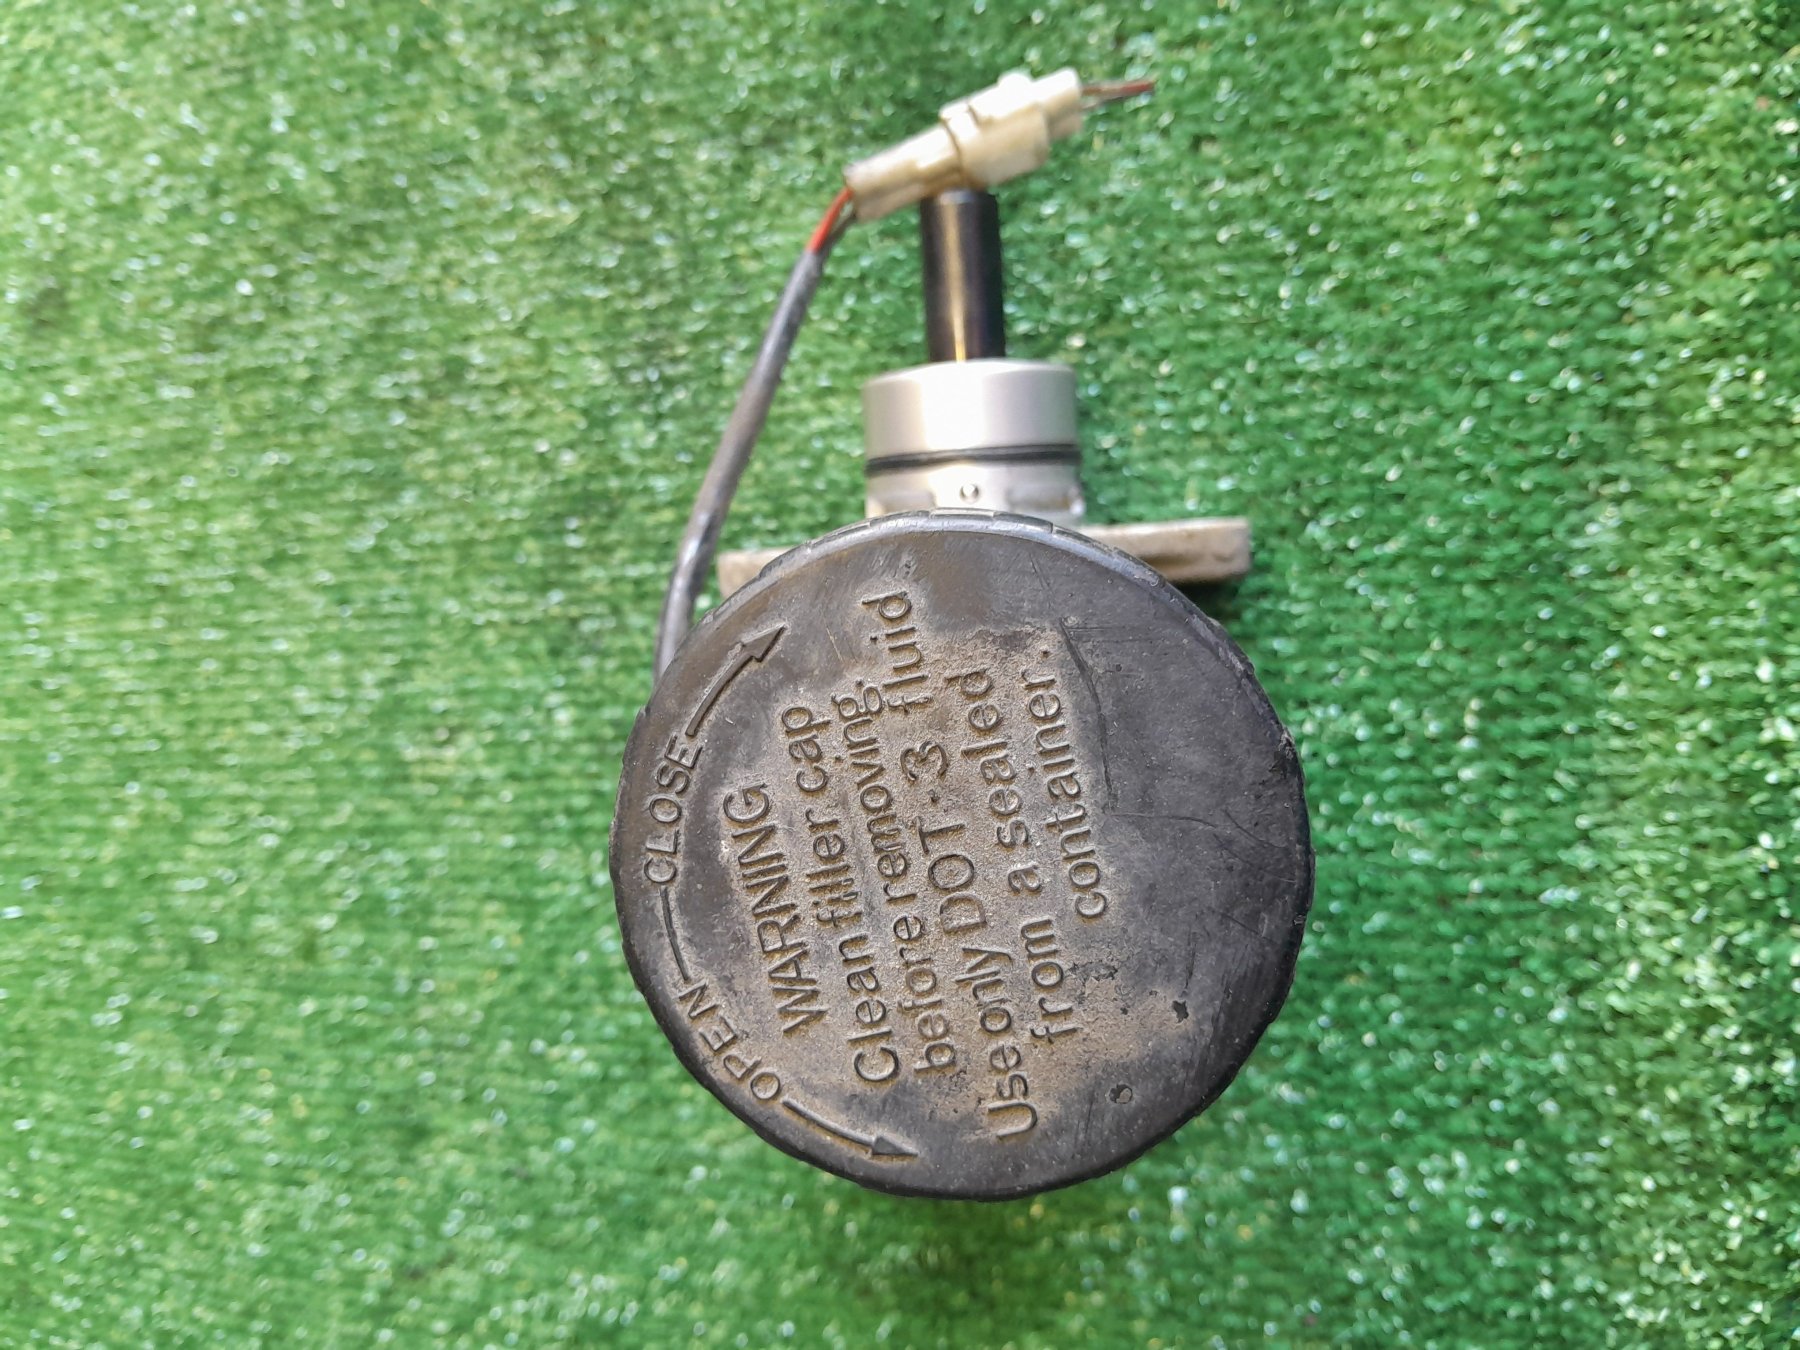 OPEN CLOSE
WARNING
Clean filler cap
before removing.
Use only DOT 3 fluid
from a sealed
container.